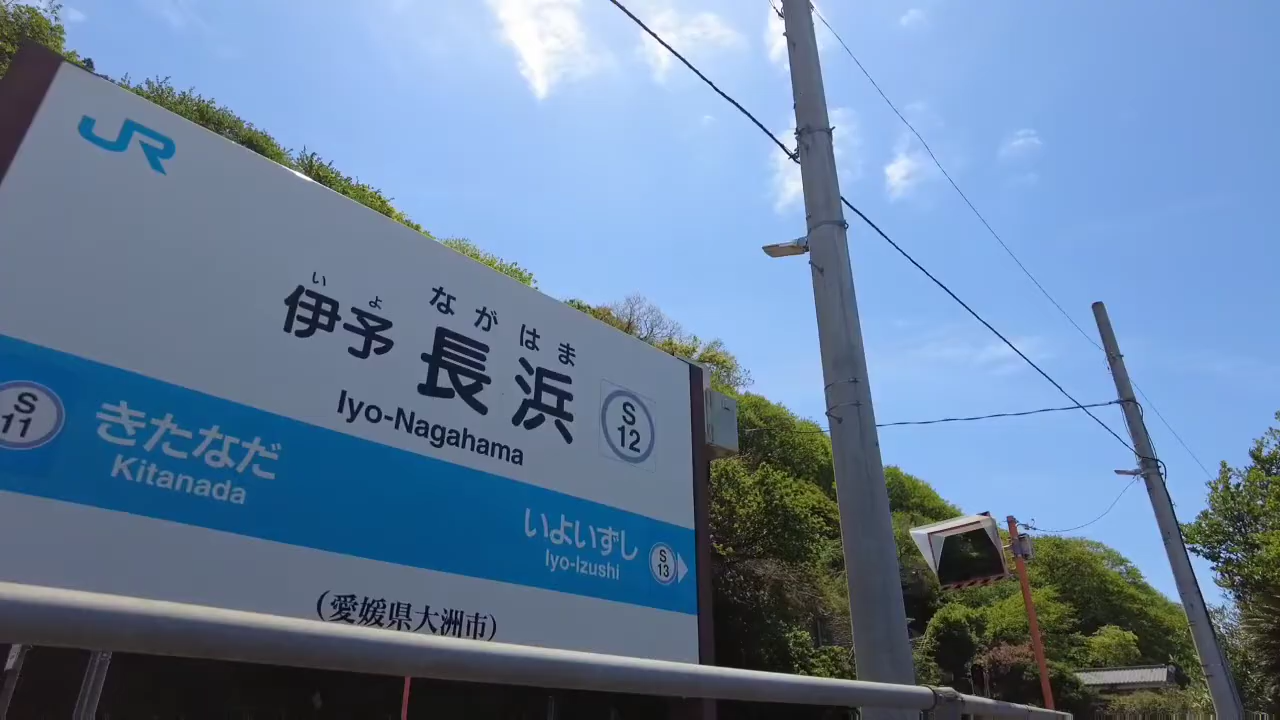 JR
いよ ながはま
伊予長浜
Iyo-Nagahama
S
12
S
11
きたなだ
Kitanada
いよいずし
Iyo-Izushi
S
13
(愛媛県大洲市)